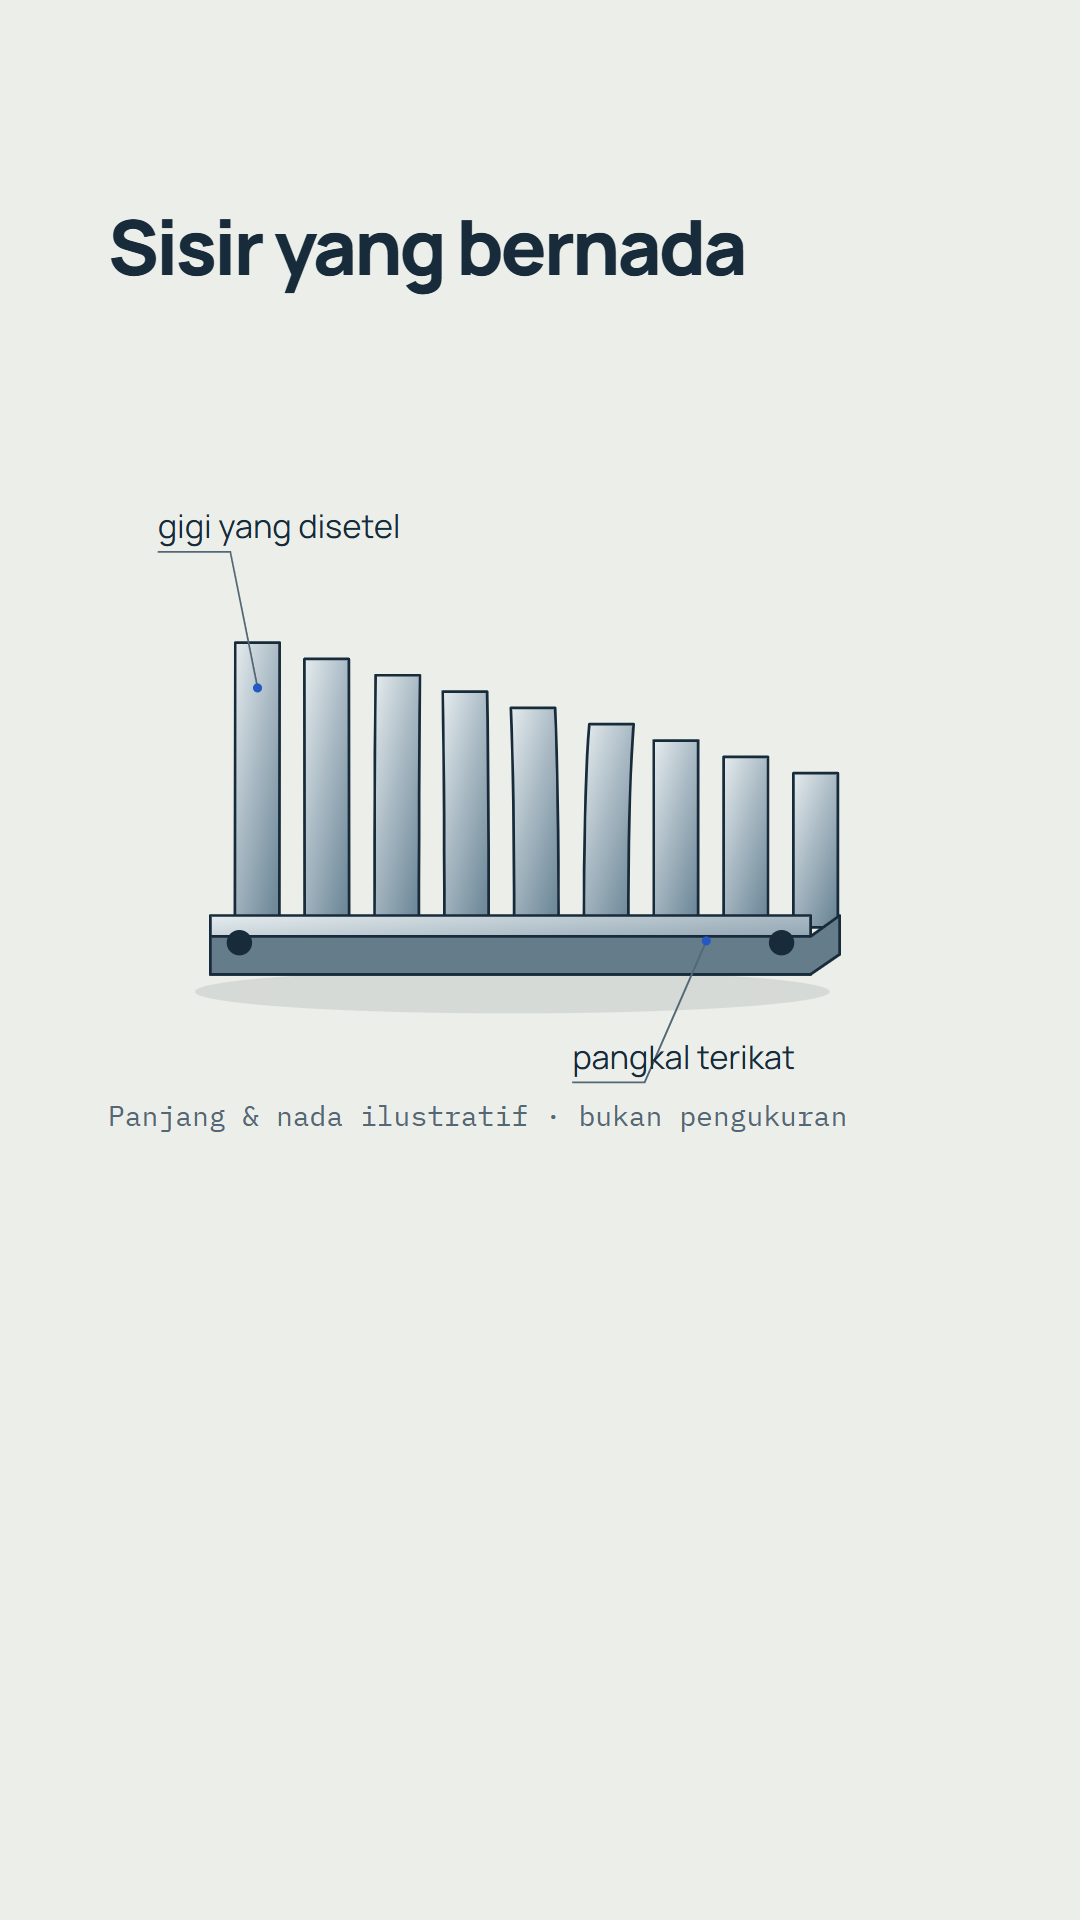 Sisir yang bernada
gigi yang disetel
pangkal terikat
Panjang & nada ilustratif · bukan pengukuran